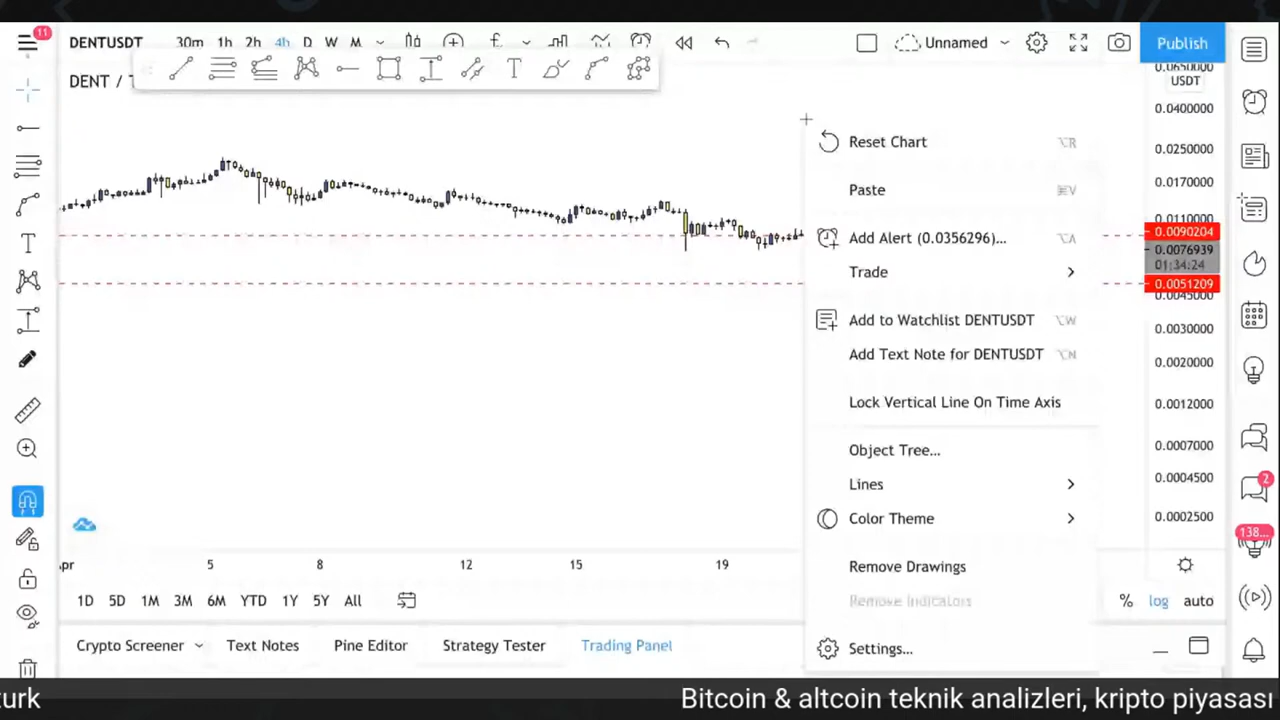 11
DENTUSDT 30m 1h 2h 4h D W M Unnamed Publish
DENT /
0.0650000
USDT
0.0400000
0.0250000
0.0170000
0.0110000
0.0090204
0.0076939
01:34:24
0.0051209
0.0045000
0.0030000
0.0020000
0.0012000
0.0007000
0.0004500
0.0002500
Reset Chart ⌥R
Paste ⌘V
Add Alert (0.0356296)... ⌥A
Trade
Add to Watchlist DENTUSDT ⌥W
Add Text Note for DENTUSDT ⌥N
Lock Vertical Line On Time Axis
Object Tree...
Lines
Color Theme
Remove Drawings
Remove Indicators
Settings...
2
138...
5 8 12 15 19
1D 5D 1M 3M 6M YTD 1Y 5Y All % log auto
Crypto Screener Text Notes Pine Editor Strategy Tester Trading Panel
turk Bitcoin & altcoin teknik analizleri, kripto piyasası